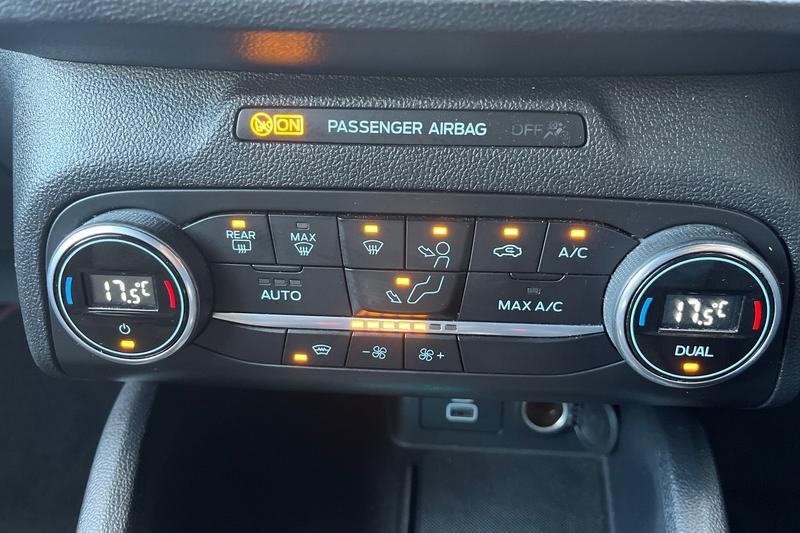 ON PASSENGER AIRBAG OFF
REAR
MAX
A/C
17.5°C
AUTO
MAX A/C
17.5°C
DUAL
- +